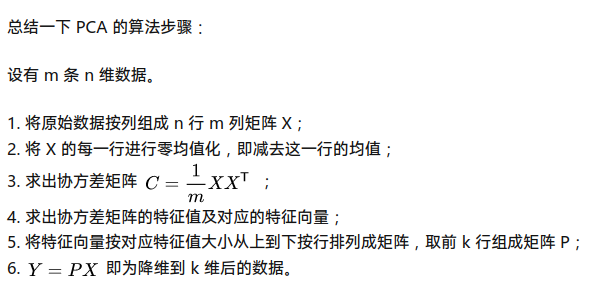 总结一下 PCA 的算法步骤：
设有 m 条 n 维数据。
1. 将原始数据按列组成 n 行 m 列矩阵 X；
2. 将 X 的每一行进行零均值化，即减去这一行的均值；
3. 求出协方差矩阵 $C=\frac{1}{m}XX^{\mathsf{T}}$ ；
4. 求出协方差矩阵的特征值及对应的特征向量；
5. 将特征向量按对应特征值大小从上到下按行排列成矩阵，取前 k 行组成矩阵 P；
6. $Y=PX$ 即为降维到 k 维后的数据。